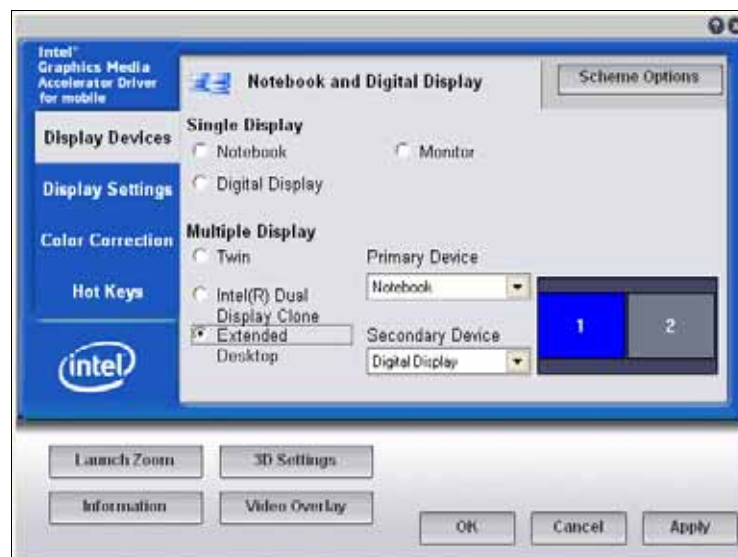 Intel®
Graphics Media
Accelerator Driver
for mobile
Notebook and Digital Display
Scheme Options
Display Devices
Display Settings
Color Correction
Hot Keys
intel
Single Display
Notebook
Monitor
Digital Display
Multiple Display
Twin
Intel(R) Dual
Display Clone
Extended
Desktop
Primary Device
Notebook
Secondary Device
Digital Display
1
2
Launch Zoom
3D Settings
Information
Video Overlay
OK
Cancel
Apply